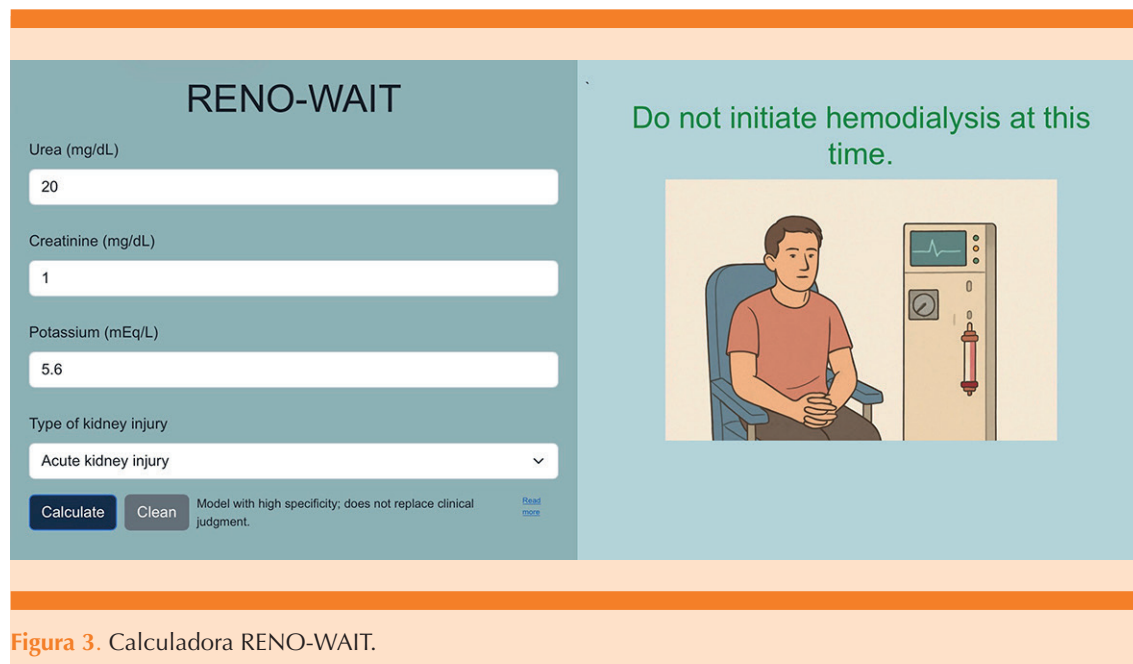 RENO-WAIT
Urea (mg/dL)
20
Creatinine (mg/dL)
1
Potassium (mEq/L)
5.6
Type of kidney injury
Acute kidney injury
Calculate
Clean
Model with high specificity; does not replace clinical
judgment.
Read
more
Do not initiate hemodialysis at this
time.
Figura 3. Calculadora RENO-WAIT.